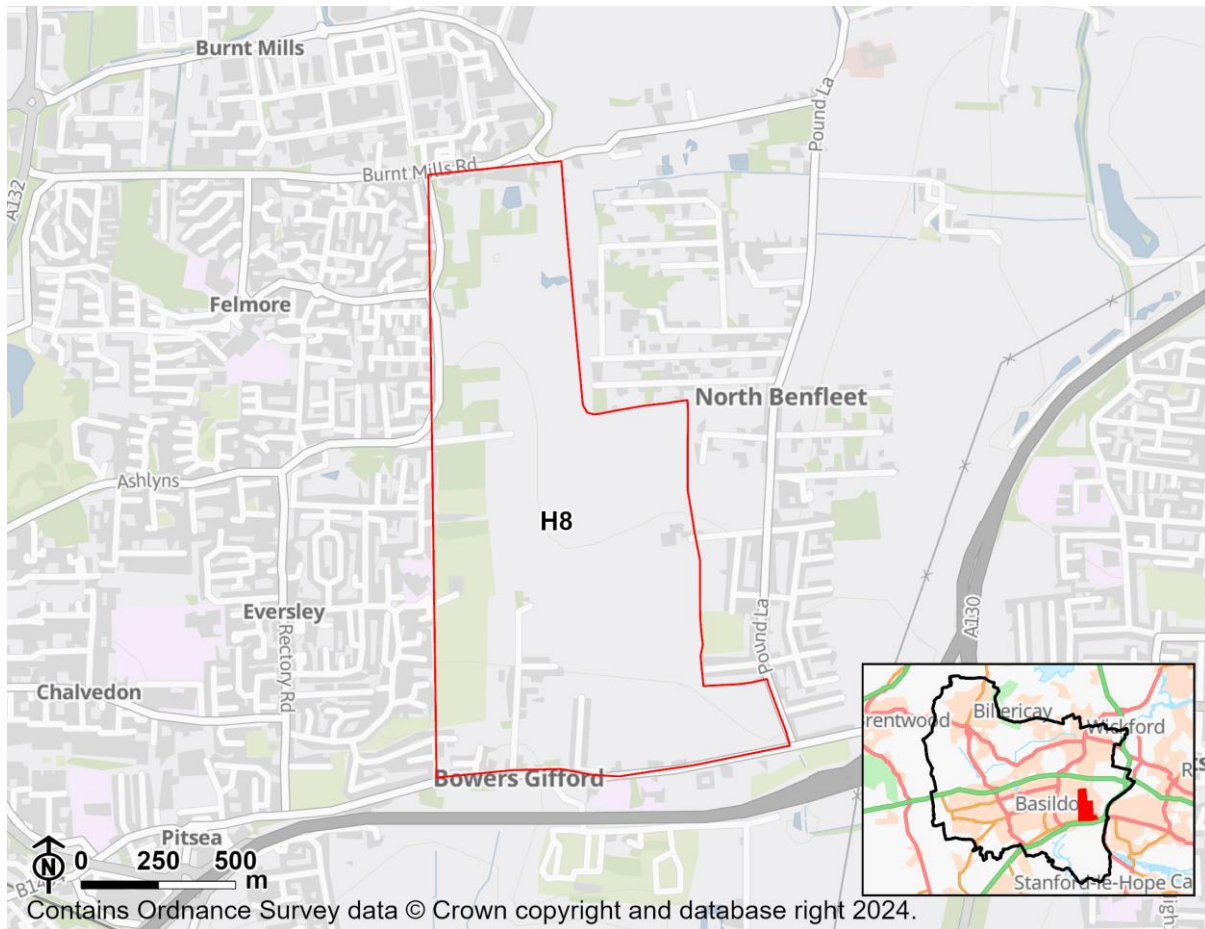 Burnt Mills
Pound La
Burnt Mills Rd
A132
Felmore
North Benfleet
Ashlyns
H8
Eversley
Rectory Rd
Pound La
A130
Chalvedon
Bowers Gifford
Pitsea
N 0 250 500
m
Billericay
Brentwood
Wickford
Basildo
Stanford-le-Hope
Contains Ordnance Survey data © Crown copyright and database right 2024.